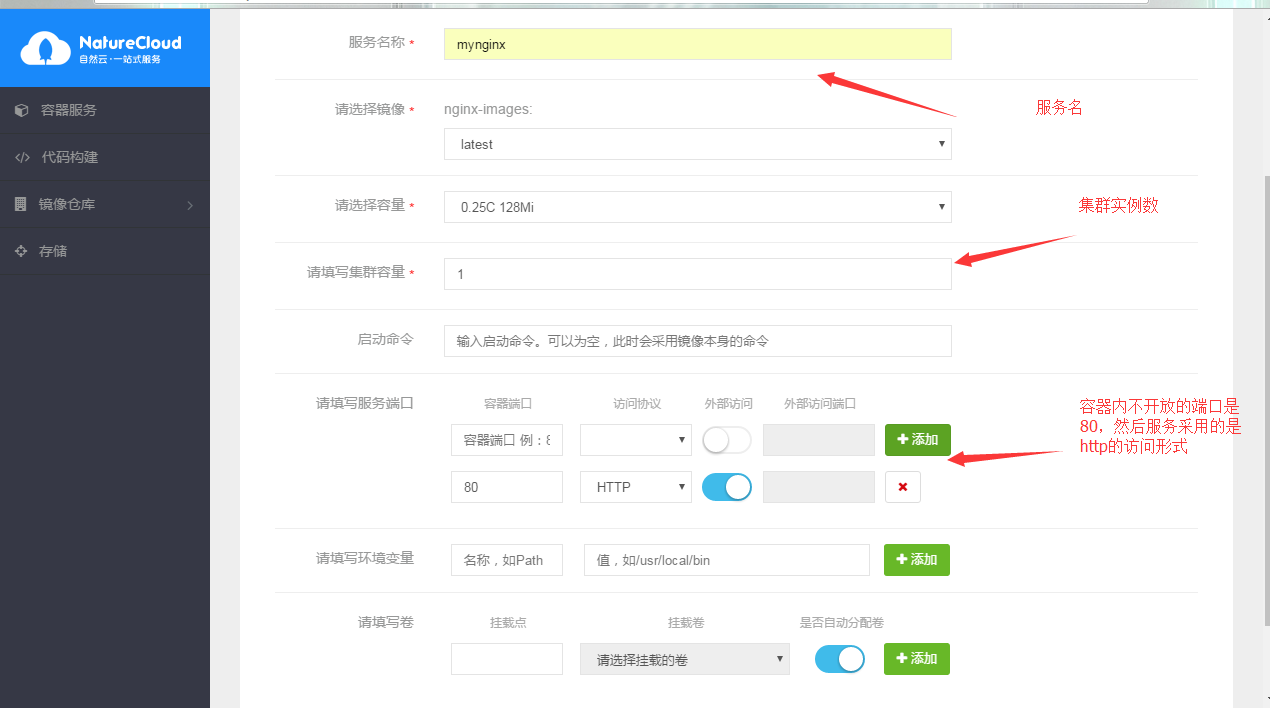 NatureCloud
自然云·一站式服务
容器服务
代码构建
镜像仓库
存储
服务名称 *
mynginx
服务名
请选择镜像 *
nginx-images:
latest
请选择容量 *
0.25C 128Mi
集群实例数
请填写集群容量 *
1
启动命令
输入启动命令。可以为空，此时会采用镜像本身的命令
请填写服务端口
容器端口 访问协议 外部访问 外部访问端口
容器端口 例：8
添加
80 HTTP
容器内不开放的端口是
80，然后服务采用的是
http的访问形式
请填写环境变量
名称，如Path
值，如/usr/local/bin
添加
请填写卷
挂载点 挂载卷 是否自动分配卷
请选择挂载的卷
添加